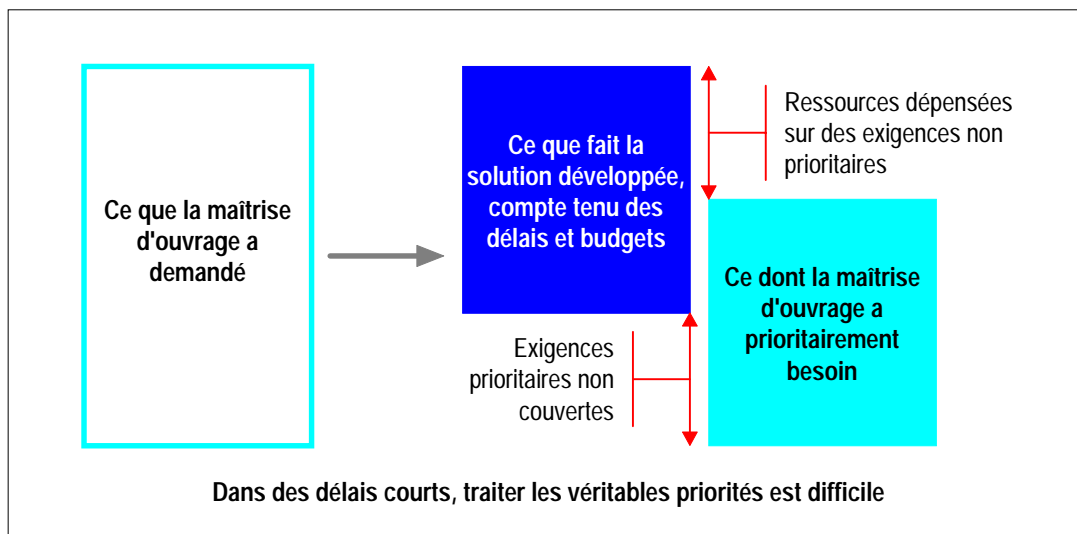 Ce que la maîtrise
d'ouvrage a
demandé
Ce que fait la
solution développée,
compte tenu des
délais et budgets
Ressources dépensées
sur des exigences non
prioritaires
Ce dont la maîtrise
d'ouvrage a
prioritairement
besoin
Exigences
prioritaires non
couvertes
Dans des délais courts, traiter les véritables priorités est difficile